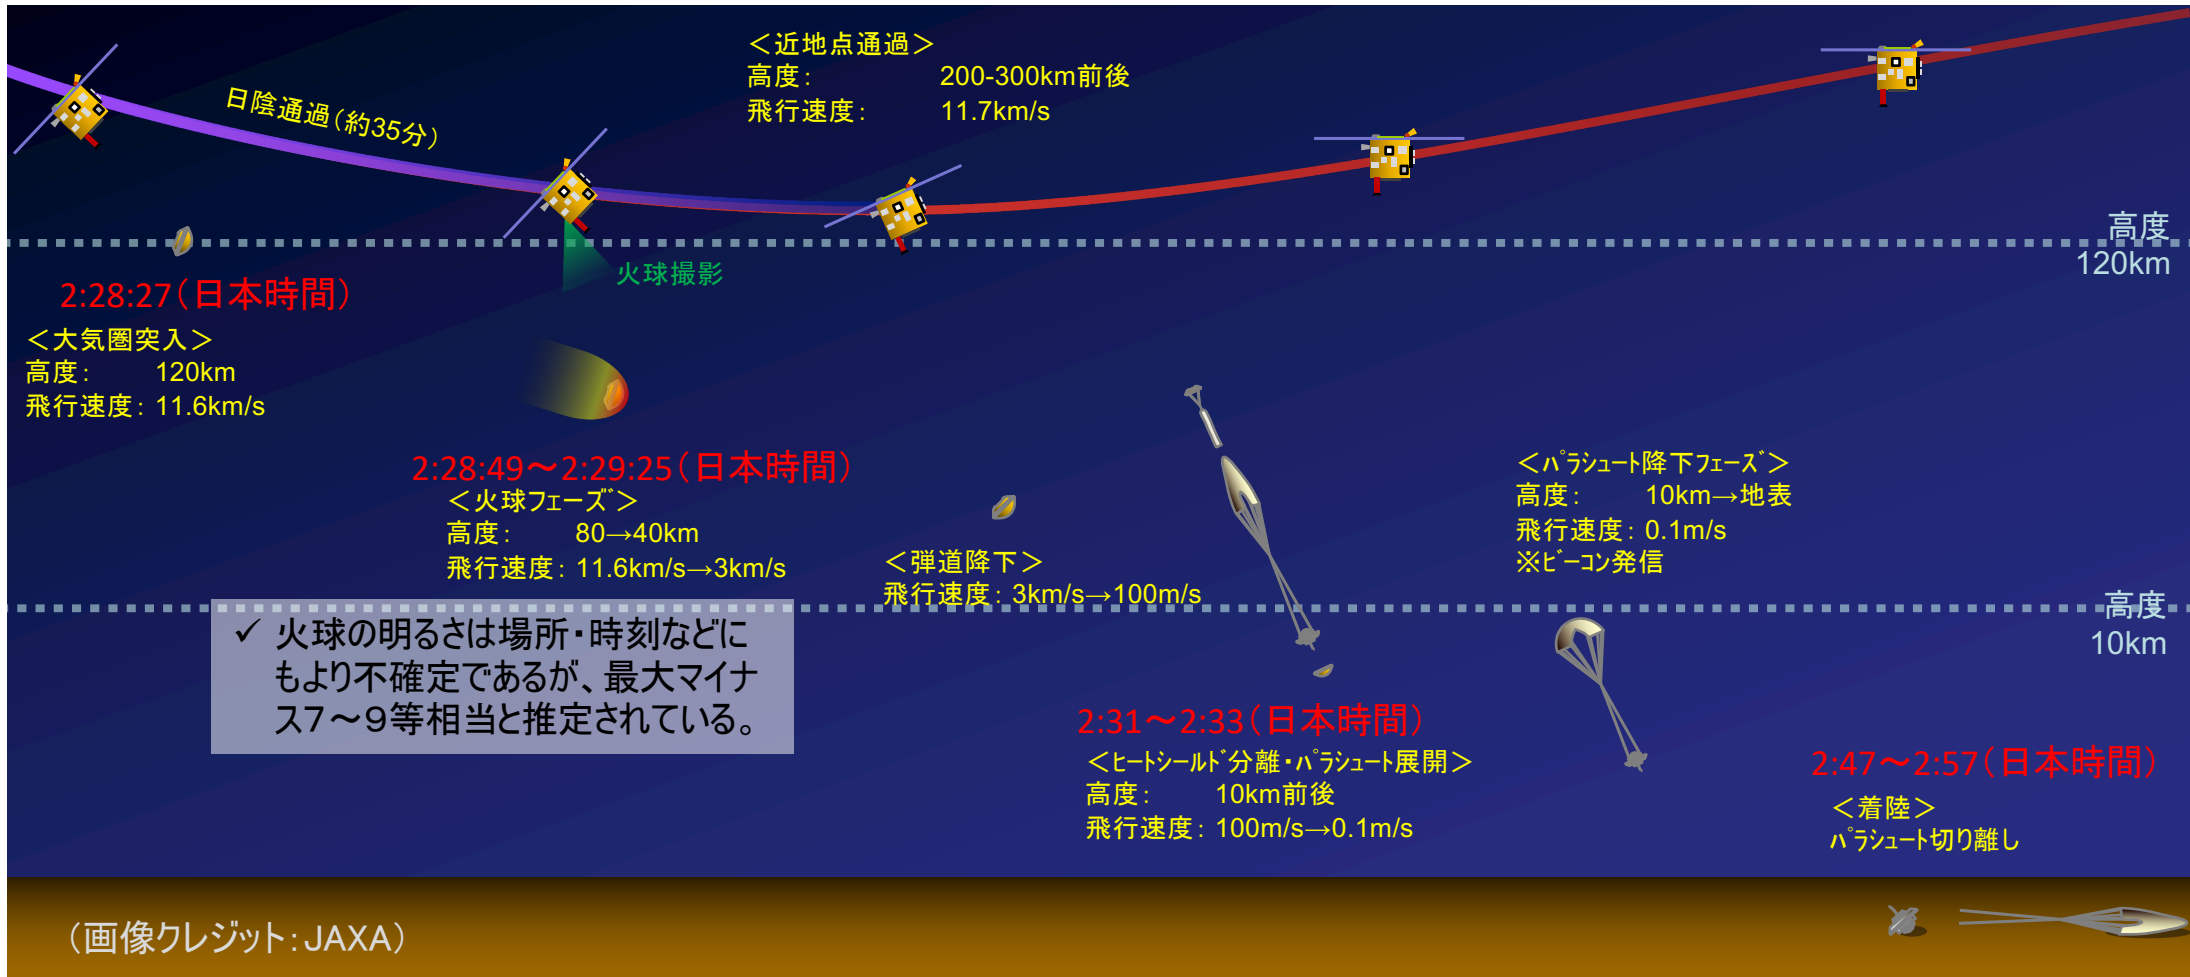 ＜近地点通過＞
高度： 200-300km前後
飛行速度： 11.7km/s
日陰通過（約35分）
高度
120km
火球撮影
2:28:27（日本時間）
＜大気圏突入＞
高度： 120km
飛行速度：11.6km/s
2:28:49～2:29:25（日本時間）
＜火球フェーズ＞
高度： 80→40km
飛行速度：11.6km/s→3km/s
＜弾道降下＞
飛行速度：3km/s→100m/s
＜ﾊﾟﾗｼｭｰﾄ降下ﾌｪｰｽﾞ＞
高度： 10km→地表
飛行速度：0.1m/s
※ﾋﾞｰｺﾝ発信
高度
10km
✓ 火球の明るさは場所・時刻などに
もより不確定であるが、最大マイナ
ス７～９等相当と推定されている。
2:31～2:33（日本時間）
＜ﾋｰﾄｼｰﾙﾄﾞ分離・ﾊﾟﾗｼｭｰﾄ展開＞
高度： 10km前後
飛行速度：100m/s→0.1m/s
2:47～2:57（日本時間）
＜着陸＞
ﾊﾟﾗｼｭｰﾄ切り離し
（画像クレジット：JAXA）